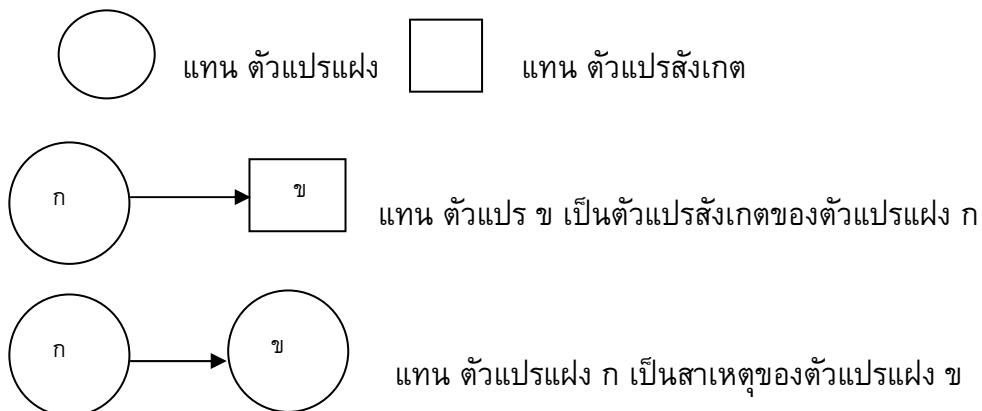 แทน ตัวแปรแฝง แทน ตัวแปรสังเกต
ก ข แทน ตัวแปร ข เป็นตัวแปรสังเกตของตัวแปรแฝง ก
ก ข แทน ตัวแปรแฝง ก เป็นสาเหตุของตัวแปรแฝง ข